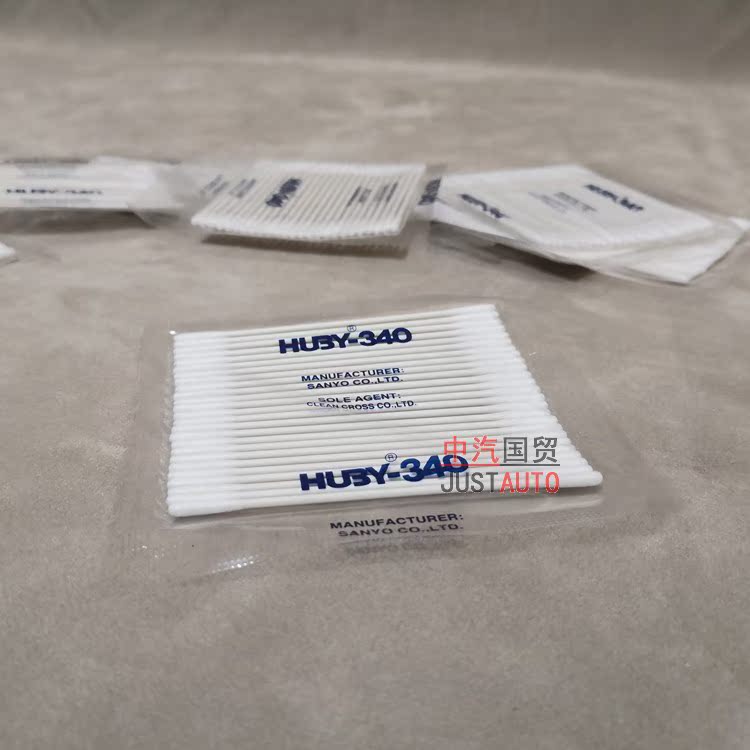 HUBY-340
HUBY-340®
MANUFACTURER:
SANYO CO.,LTD.
SOLE AGENT:
CLEAN CROSS CO.,LTD.
HUBY-340®
中汽国贸
JUSTAUTO
MANUFACTURER:
SANYO CO.,LTD.